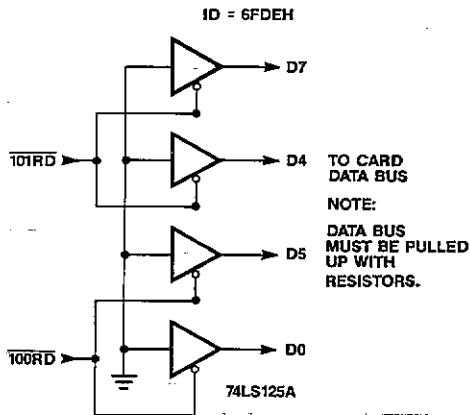 ID = 6FDEH
D7
101RD
D4
TO CARD
DATA BUS
NOTE:
DATA BUS
MUST BE PULLED
UP WITH
RESISTORS.
D5
100RD
D0
74LS125A